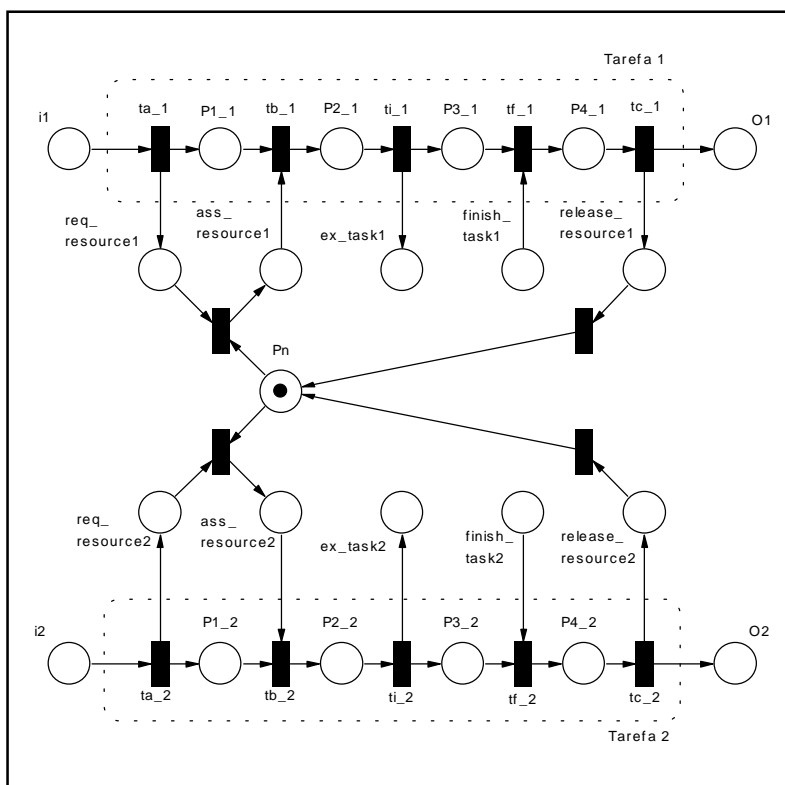 Tarefa 1
ta_1
P1_1
tb_1
P2_1
ti_1
P3_1
tf_1
P4_1
tc_1
i1
O1
req_
resource1
ass_
resource1
ex_task1
finish_
task1
release_
resource1
Pn
req_
resource2
ass_
resource2
ex_task2
finish_
task2
release_
resource2
i2
P1_2
P2_2
P3_2
P4_2
O2
ta_2
tb_2
ti_2
tf_2
tc_2
Tarefa 2